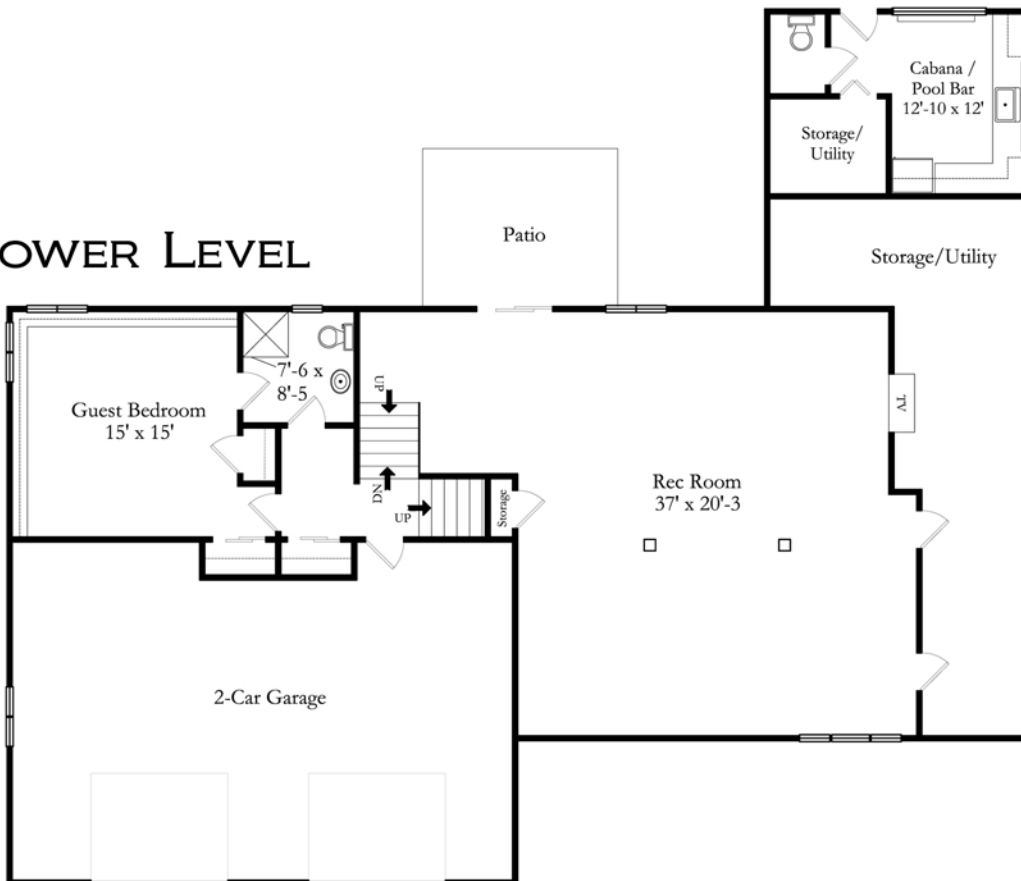 Cabana /
Pool Bar
12'-10 x 12'
Storage/
Utility
Patio
OWER LEVEL
Storage/Utility
7'-6 x
8'-5
UP
Guest Bedroom
15' x 15'
TV
Rec Room
37' x 20'-3
DN
UP
Storage
2-Car Garage